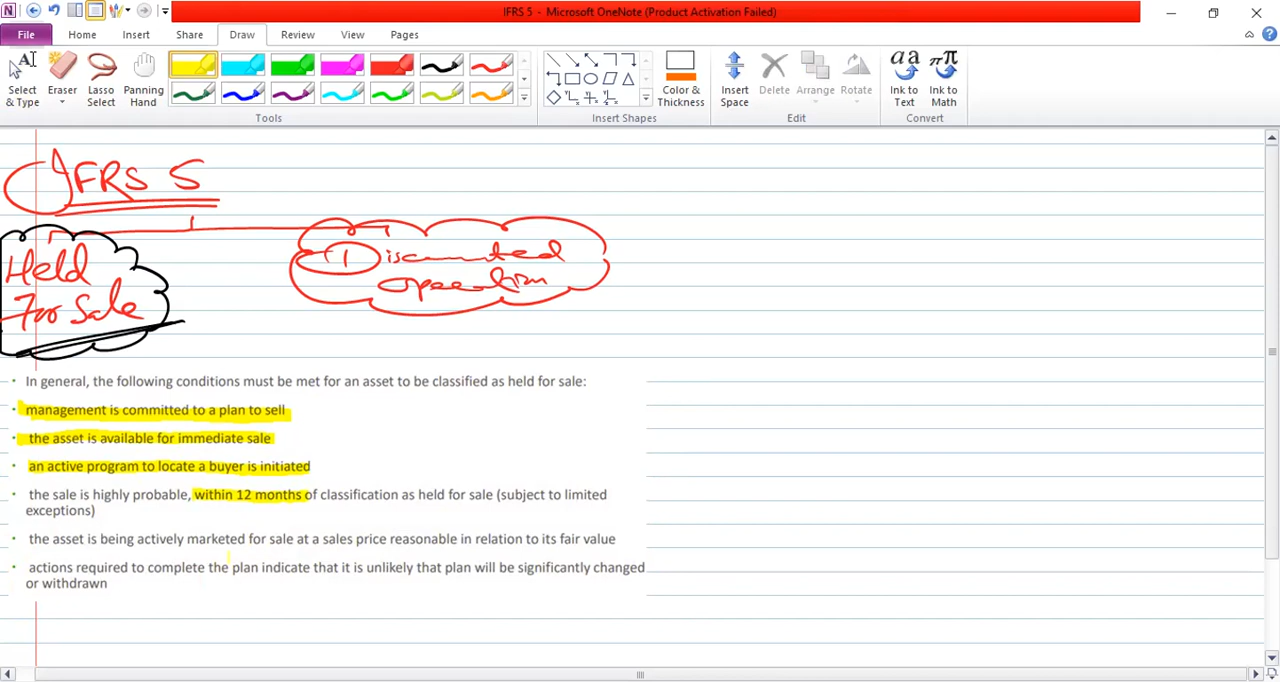 IFRS 5 - Microsoft OneNote (Product Activation Failed)
File Home Insert Share Draw Review View Pages
Select & Type
Eraser
Lasso Select
Panning Hand
Color & Thickness
Insert Space
Delete
Arrange
Rotate
Ink to Text
Ink to Math
Tools
Insert Shapes
Edit
Convert
IFRS 5
Held
For Sale
In general, the following conditions must be met for an asset to be classified as held for sale:
management is committed to a plan to sell
the asset is available for immediate sale
an active program to locate a buyer is initiated
the sale is highly probable, within 12 months of classification as held for sale (subject to limited
exceptions)
the asset is being actively marketed for sale at a sales price reasonable in relation to its fair value
actions required to complete the plan indicate that it is unlikely that plan will be significantly changed
or withdrawn